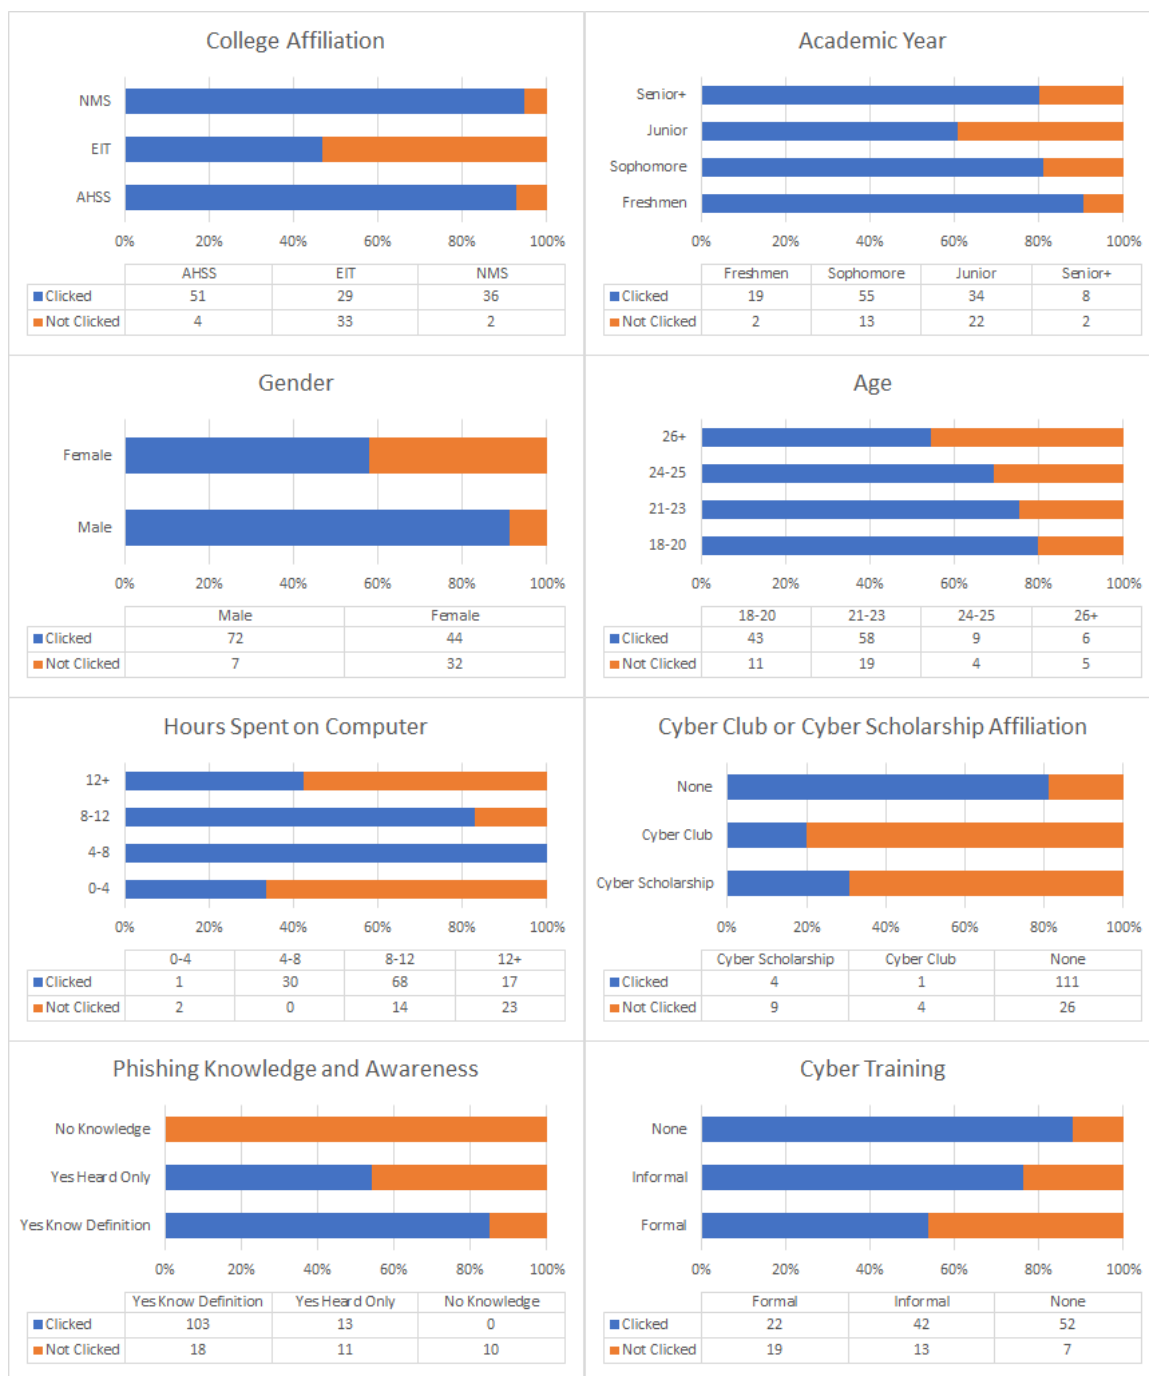 College Affiliation
NMS
EIT
AHSS
0% 20% 40% 60% 80% 100%
AHSS EIT NMS
Clicked 51 29 36
Not Clicked 4 33 2
Academic Year
Senior+
Junior
Sophomore
Freshmen
0% 20% 40% 60% 80% 100%
Freshmen Sophomore Junior Senior+
Clicked 19 55 34 8
Not Clicked 2 13 22 2
Gender
Female
Male
0% 20% 40% 60% 80% 100%
Male Female
Clicked 72 44
Not Clicked 7 32
Age
26+
24-25
21-23
18-20
0% 20% 40% 60% 80% 100%
18-20 21-23 24-25 26+
Clicked 43 58 9 6
Not Clicked 11 19 4 5
Hours Spent on Computer
12+
8-12
4-8
0-4
0% 20% 40% 60% 80% 100%
0-4 4-8 8-12 12+
Clicked 1 30 68 17
Not Clicked 2 0 14 23
Cyber Club or Cyber Scholarship Affiliation
None
Cyber Club
Cyber Scholarship
0% 20% 40% 60% 80% 100%
Cyber Scholarship Cyber Club None
Clicked 4 1 111
Not Clicked 9 4 26
Phishing Knowledge and Awareness
No Knowledge
Yes Heard Only
Yes Know Definition
0% 20% 40% 60% 80% 100%
Yes Know Definition Yes Heard Only No Knowledge
Clicked 103 13 0
Not Clicked 18 11 10
Cyber Training
None
Informal
Formal
0% 20% 40% 60% 80% 100%
Formal Informal None
Clicked 22 42 52
Not Clicked 19 13 7